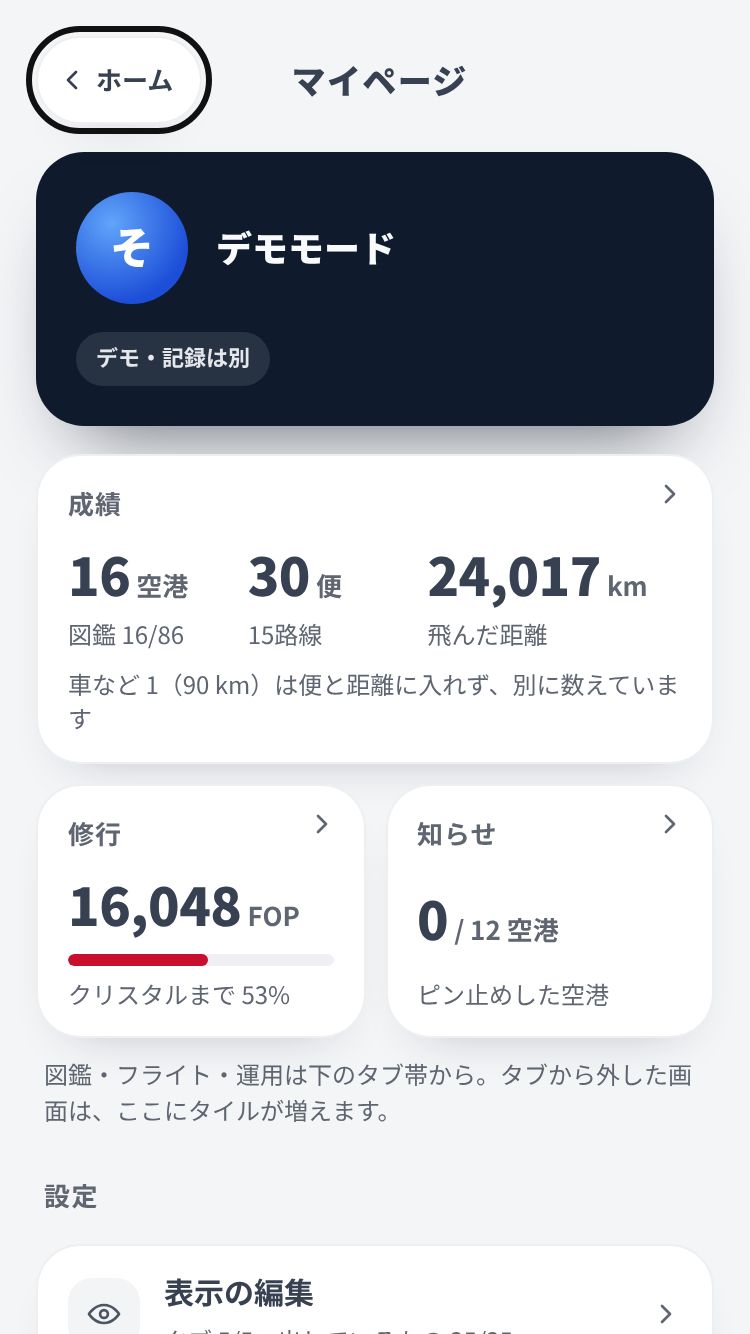 ホーム
マイページ
そ
デモモード
デモ・記録は別
成績
16 空港
30 便
24,017 km
図鑑 16/86
15路線
飛んだ距離
車など 1（90 km）は便と距離に入れず、別に数えていま
す
修行
知らせ
16,048 FOP
0 / 12 空港
クリスタルまで 53%
ピン止めした空港
図鑑・フライト・運用は下のタブ帯から。タブから外した画
面は、ここにタイルが増えます。
設定
表示の編集